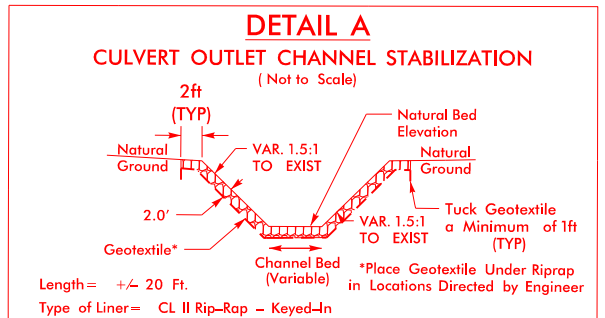 DETAIL A
CULVERT OUTLET CHANNEL STABILIZATION
( Not to Scale)
2ft
(TYP)
Natural Bed
Elevation
Natural
Ground
VAR. 1.5:1
TO EXIST
Natural
Ground
2.0'
VAR. 1.5:1
TO EXIST
Tuck Geotextile
a Minimum of 1ft
(TYP)
Geotextile*
Channel Bed
(Variable)
*Place Geotextile Under Riprap
in Locations Directed by Engineer
Length= +/- 20 Ft.
Type of Liner= CL II Rip-Rap - Keyed-In